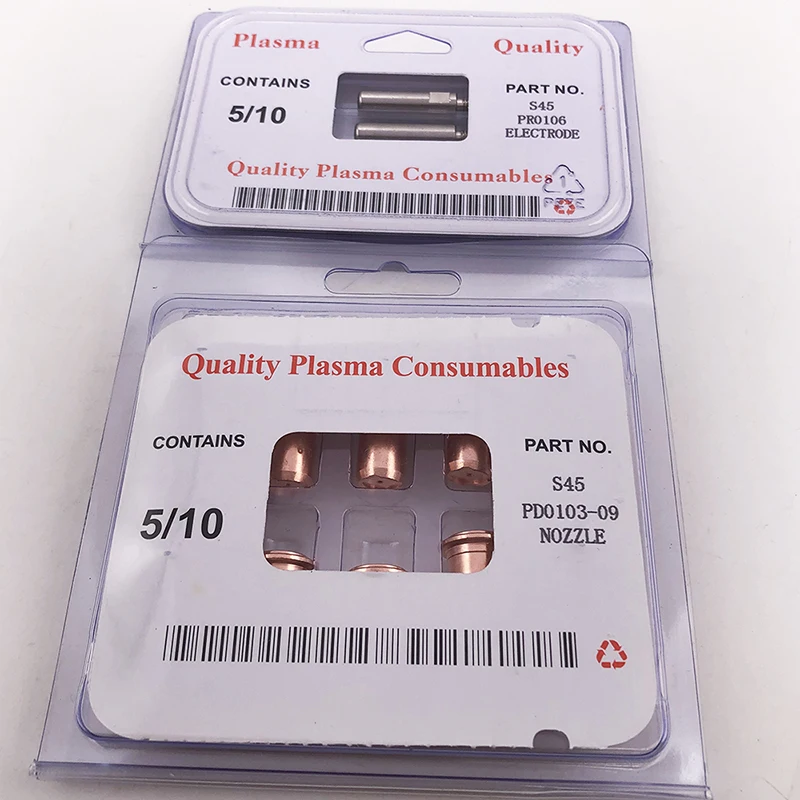 Plasma
Quality
CONTAINS
5/10
PART NO.
S45
PR0106
ELECTRODE
Quality Plasma Consumables
1
Quality Plasma Consumables
CONTAINS
5/10
PART NO.
S45
PD0103-09
NOZZLE